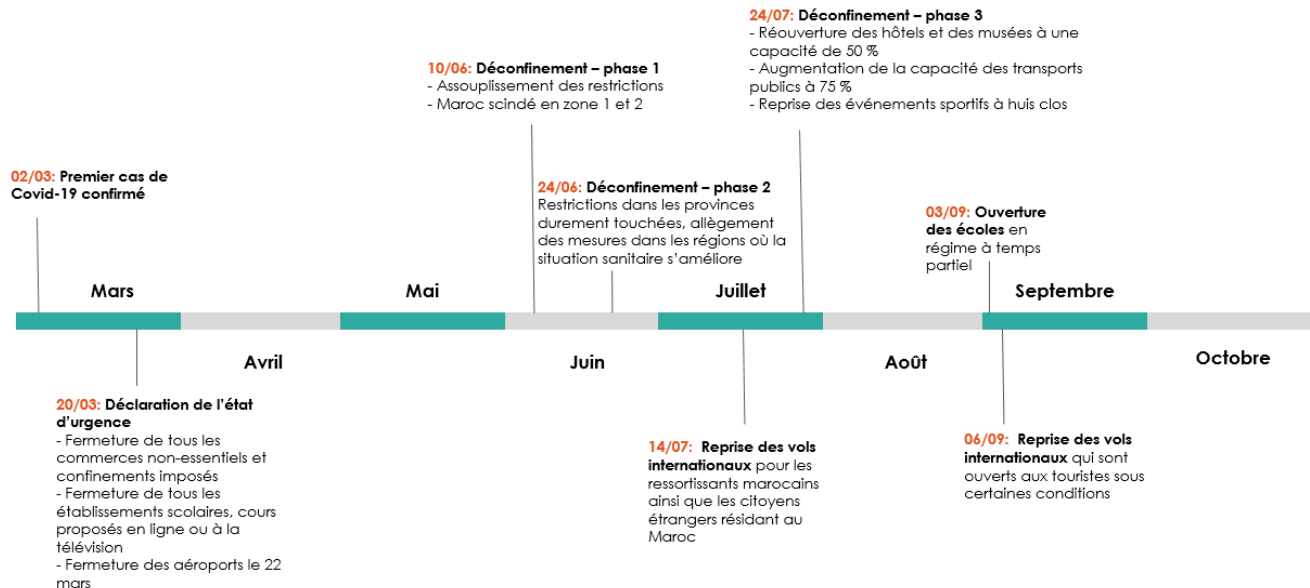 02/03: Premier cas de
Covid-19 confirmé
10/06: Déconfinement – phase 1
- Assouplissement des restrictions
- Maroc scindé en zone 1 et 2
24/06: Déconfinement – phase 2
Restrictions dans les provinces
durement touchées, allègement
des mesures dans les régions où la
situation sanitaire s’améliore
24/07: Déconfinement – phase 3
- Réouverture des hôtels et des musées à une
capacité de 50 %
- Augmentation de la capacité des transports
publics à 75 %
- Reprise des événements sportifs à huis clos
03/09: Ouverture
des écoles en
régime à temps
partiel
Mars
Mai
Juillet
Septembre
Avril
Juin
Août
Octobre
20/03: Déclaration de l’état
d’urgence
- Fermeture de tous les
commerces non-essentiels et
confinements imposés
- Fermeture de tous les
établissements scolaires, cours
proposés en ligne ou à la
télévision
- Fermeture des aéroports le 22
mars
14/07: Reprise des vols
internationaux pour les
ressortissants marocains
ainsi que les citoyens
étrangers résidant au
Maroc
06/09: Reprise des vols
internationaux qui sont
ouverts aux touristes sous
certaines conditions